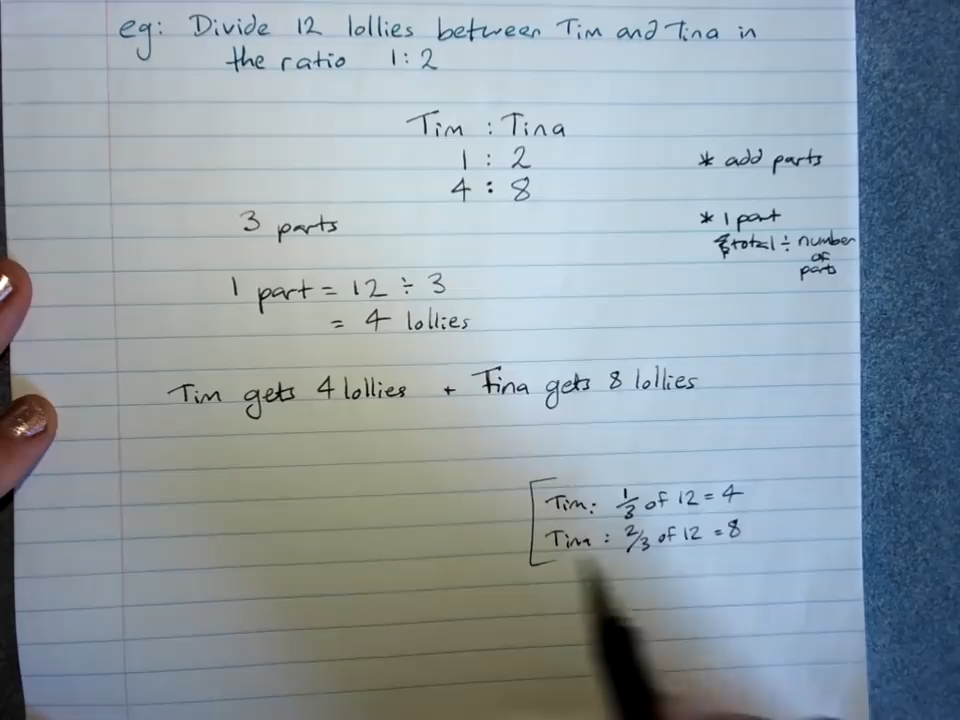 eg: Divide 12 lollies between Tim and Tina in
the ratio 1:2
Tim : Tina
1 : 2
* add parts
4 : 8
3 parts
* 1 part
total ÷ number
of
parts
1 part = 12 ÷ 3
= 4 lollies
Tim gets 4 lollies + Tina gets 8 lollies
Tim: 1/3 of 12 = 4
Tina : 2/3 of 12 = 8